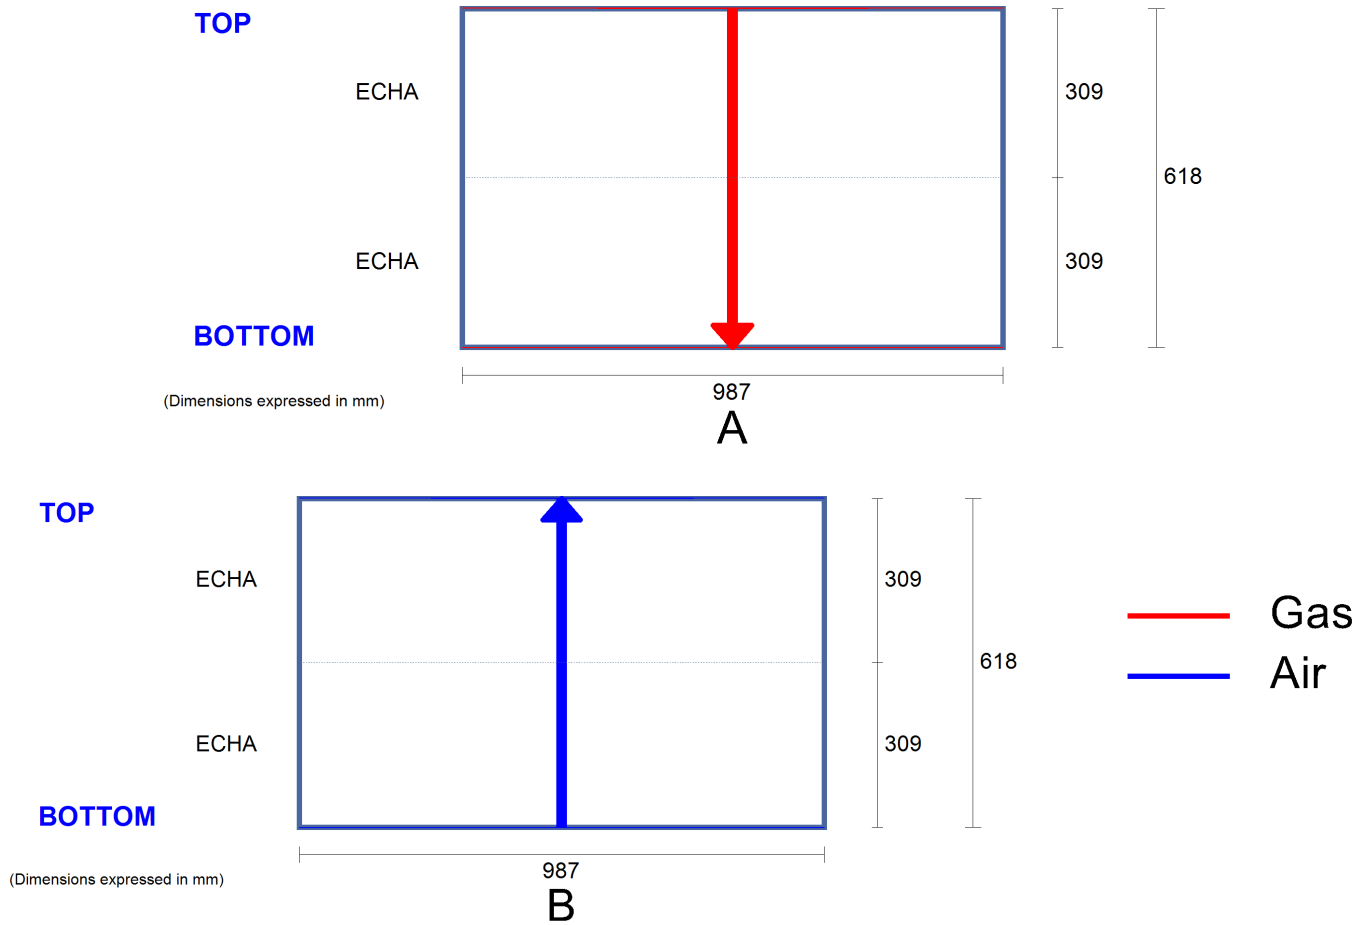 TOP
ECHA
309
618
ECHA
309
BOTTOM
987
(Dimensions expressed in mm)
A
TOP
ECHA
309
Gas
618
Air
ECHA
309
BOTTOM
987
(Dimensions expressed in mm)
B